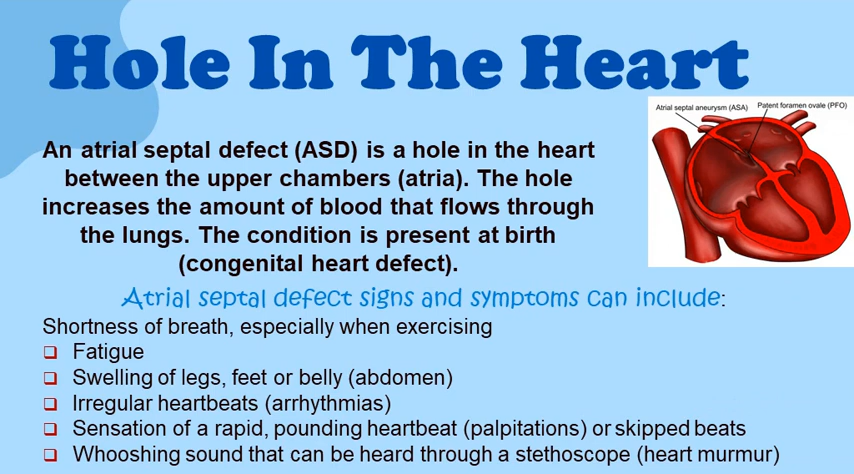 Hole In The Heart
Atrial septal aneurysm (ASA)
Patent foramen ovale (PFO)
An atrial septal defect (ASD) is a hole in the heart
between the upper chambers (atria). The hole
increases the amount of blood that flows through
the lungs. The condition is present at birth
(congenital heart defect).
Atrial septal defect signs and symptoms can include:
Shortness of breath, especially when exercising
❑ Fatigue
❑ Swelling of legs, feet or belly (abdomen)
❑ Irregular heartbeats (arrhythmias)
❑ Sensation of a rapid, pounding heartbeat (palpitations) or skipped beats
❑ Whooshing sound that can be heard through a stethoscope (heart murmur)